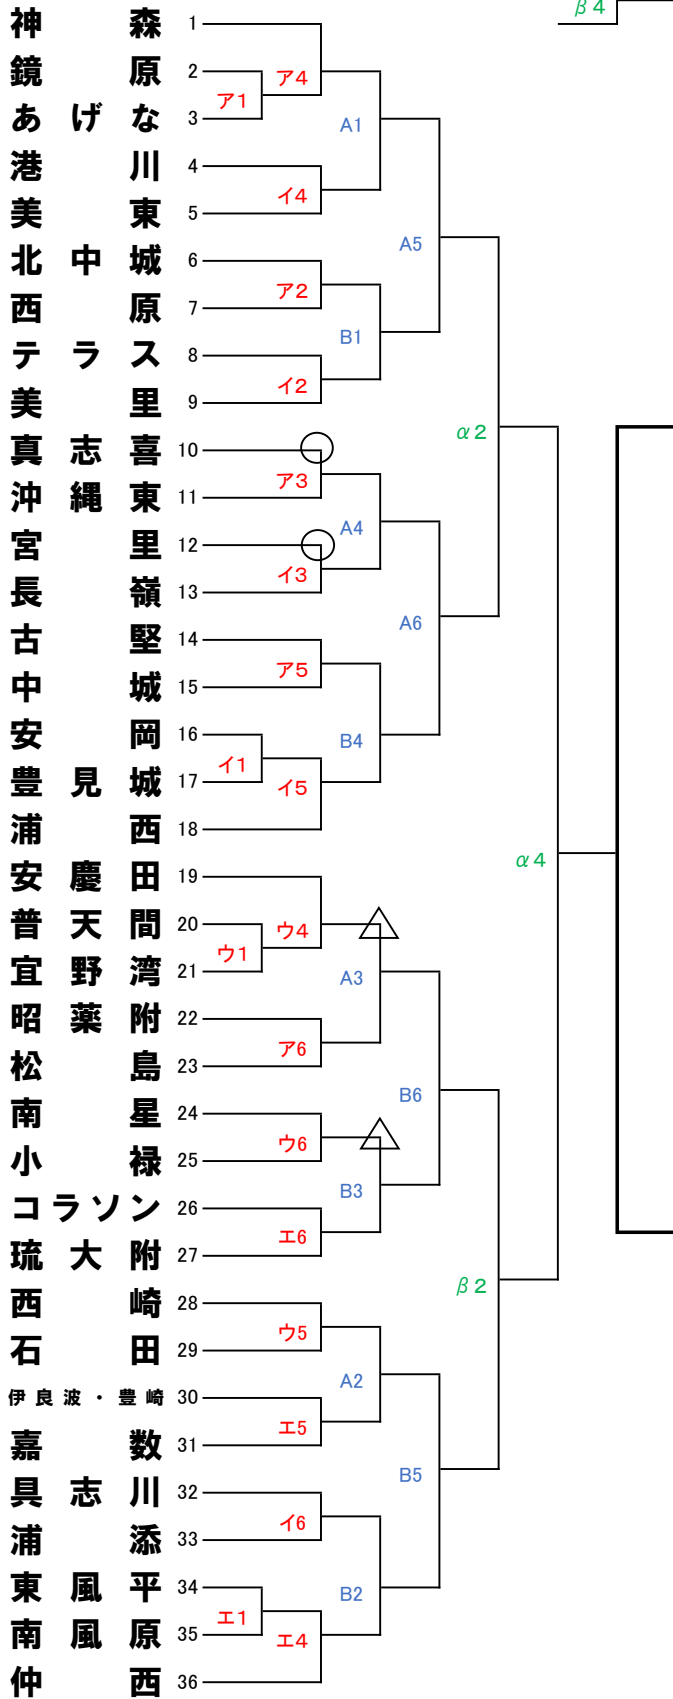 β4
神森 1
鏡原 2
ア4
ア1
あげな 3
A1
港川 4
イ4
美東 5
A5
北中城 6
ア2
西原 7
B1
テラス 8
イ2
美里 9
α2
真志喜 10
ア3
沖縄東 11
A4
宮里 12
イ3
長嶺 13
A6
古堅 14
ア5
中城 15
安岡 16
B4
イ1
豊見城 17
イ5
浦西 18
α4
安慶田 19
普天間 20
ウ4
ウ1
宜野湾 21
A3
昭薬附 22
ア6
松島 23
B6
南星 24
ウ6
小禄 25
B3
コラソン 26
エ6
琉大附 27
β2
西崎 28
ウ5
石田 29
A2
伊良波・豊崎 30
エ5
嘉数 31
B5
具志川 32
イ6
浦添 33
東風平 34
B2
エ1
南風原 35
エ4
仲西 36